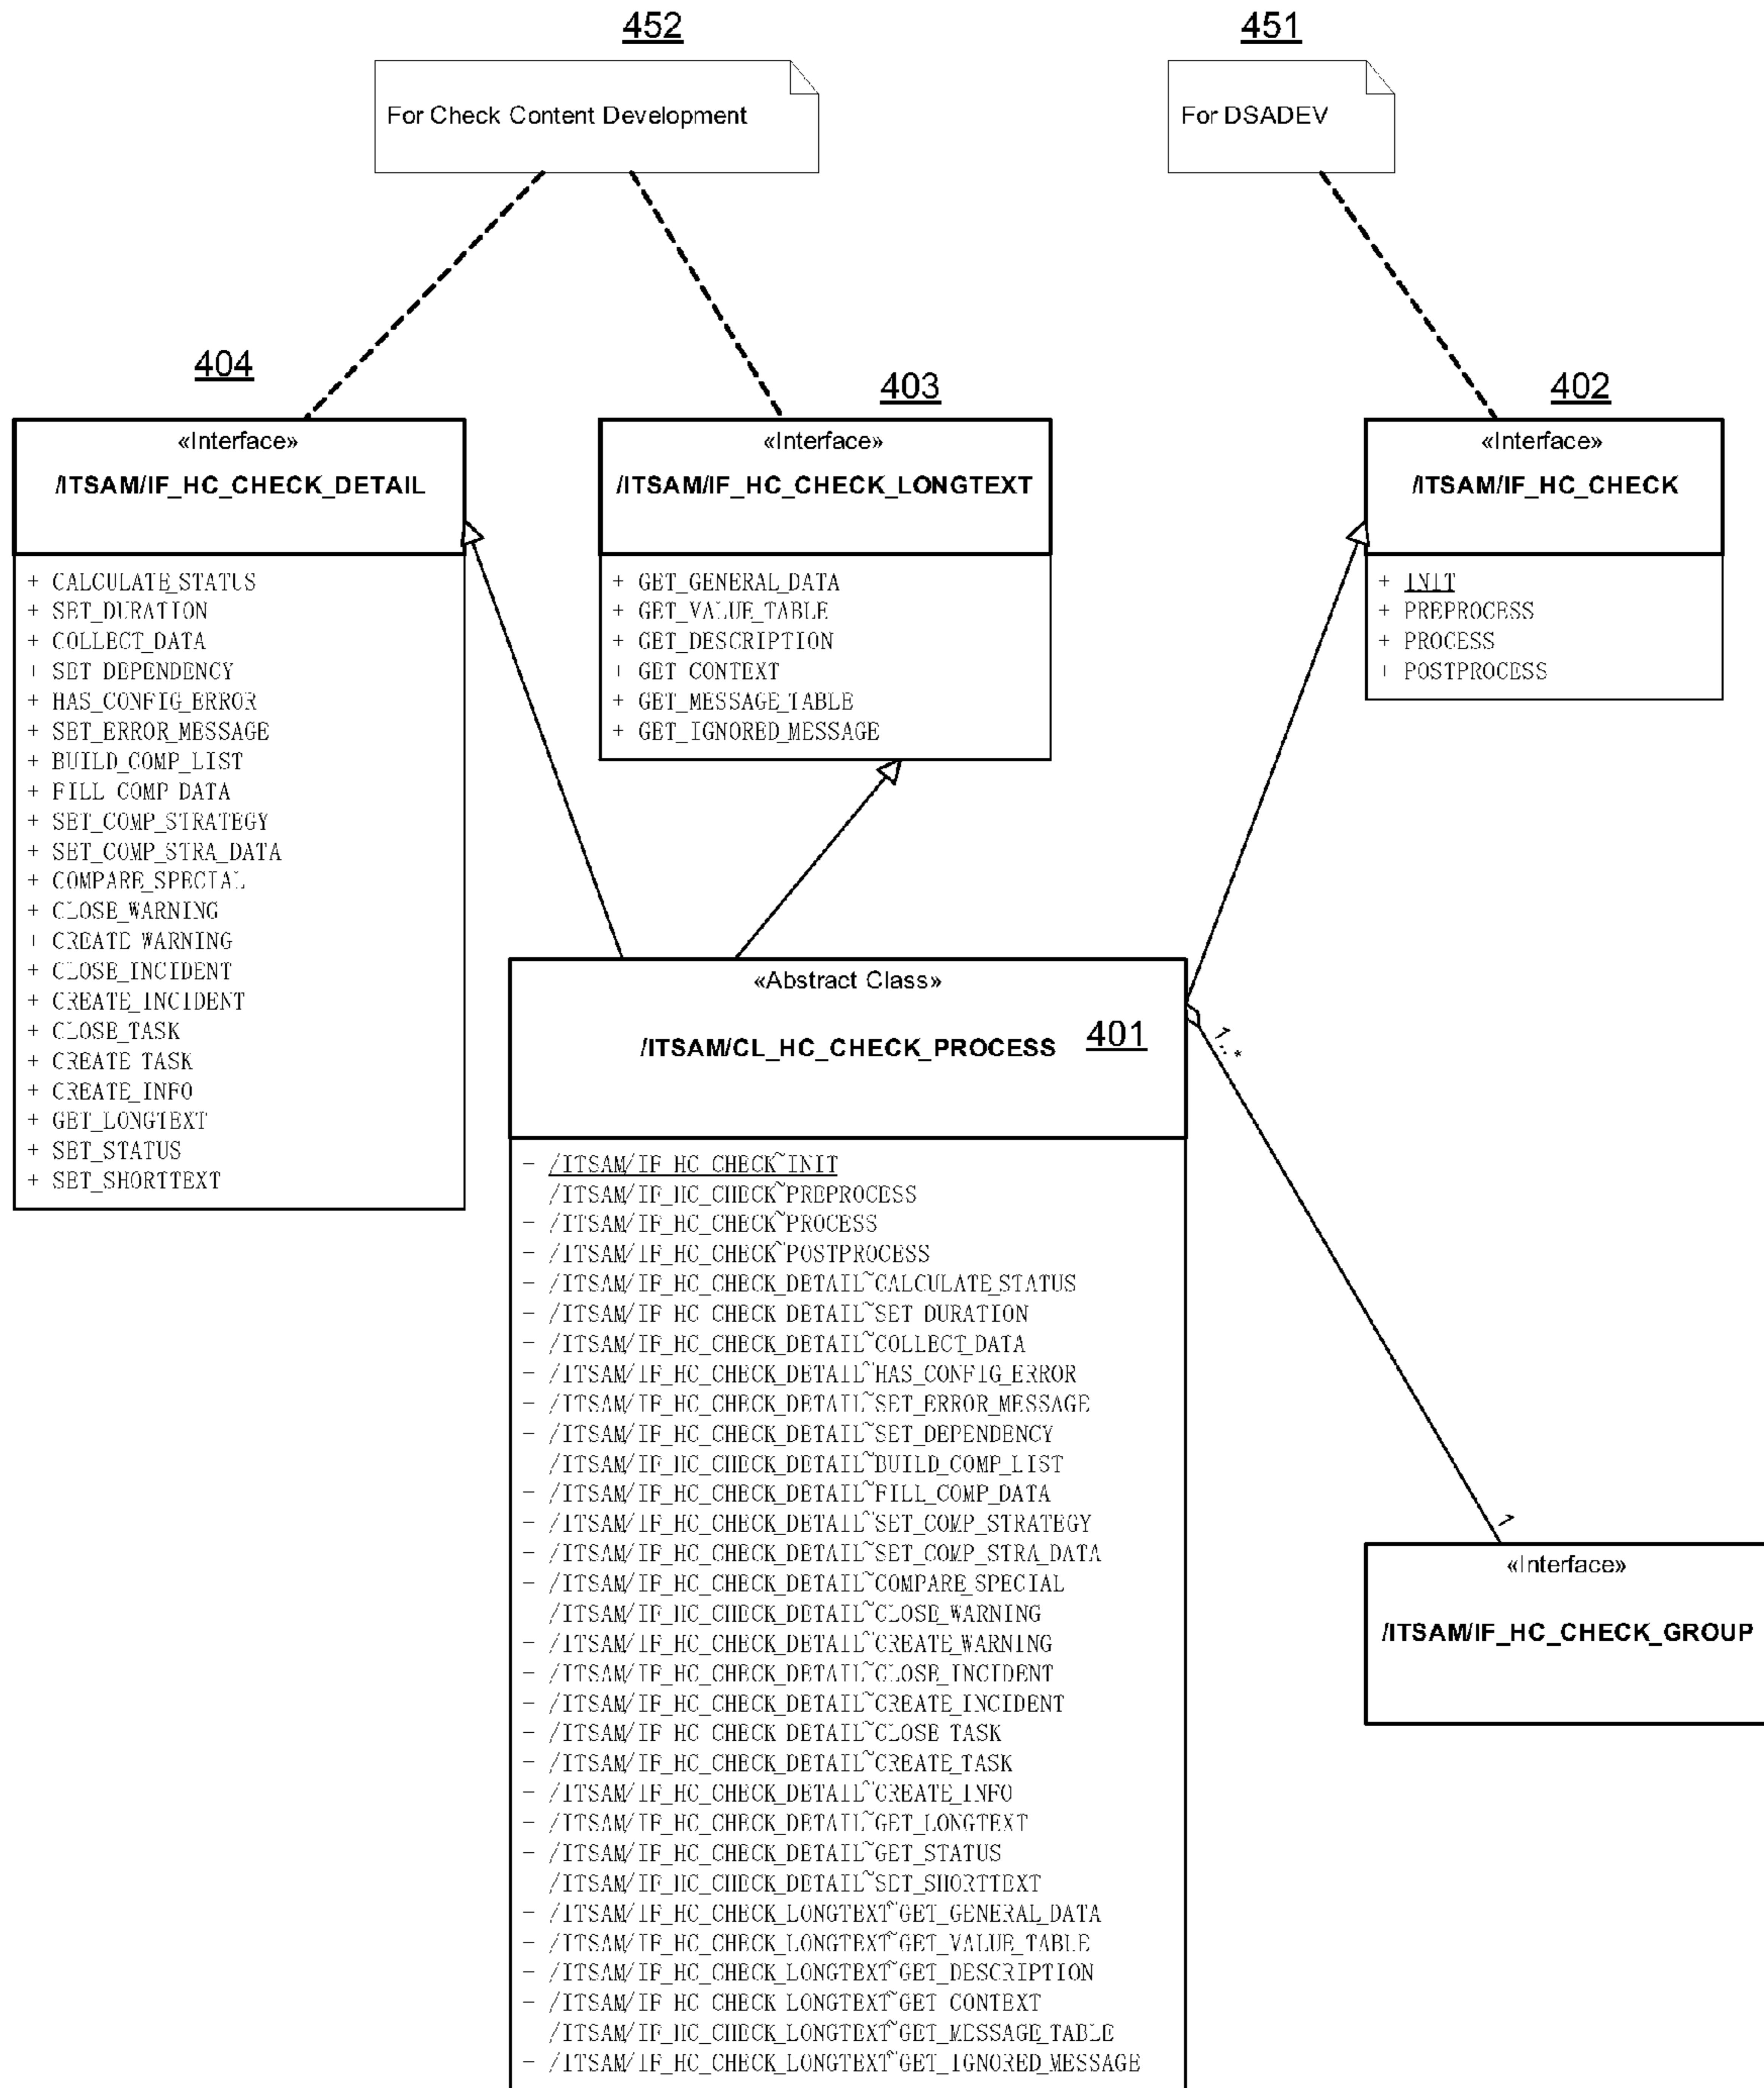 452
451
For Check Content Development
For DSADEV
404
403
402
«Interface»
/ITSAM/IF_HC_CHECK_DETAIL
+ CALCULATE_STATUS
+ SET_DURATION
+ COLLECT_DATA
+ SET_DEPENDENCY
+ HAS_CONFIG_ERROR
+ SET_ERROR_MESSAGE
+ BUILD_COMP_LIST
+ FILL_COMP_DATA
+ SET_COMP_STRATEGY
+ SET_COMP_STRA_DATA
+ COMPARE_SPECIAL
+ CLOSE_WARNING
+ CREATE_WARNING
+ CLOSE_INCIDENT
+ CREATE_INCIDENT
+ CLOSE_TASK
+ CREATE_TASK
+ CREATE_INFO
+ GET_LONGTEXT
+ SET_STATUS
+ SET_SHORTTEXT
«Interface»
/ITSAM/IF_HC_CHECK_LONGTEXT
+ GET_GENERAL_DATA
+ GET_VALUE_TABLE
+ GET_DESCRIPTION
+ GET_CONTEXT
+ GET_MESSAGE_TABLE
+ GET_IGNORED_MESSAGE
«Interface»
/ITSAM/IF_HC_CHECK
+ INIT
+ PREPROCESS
+ PROCESS
+ POSTPROCESS
«Abstract Class»
/ITSAM/CL_HC_CHECK_PROCESS 401
- /ITSAM/IF_HC_CHECK~INIT
/ITSAM/IF_HC_CHECK~PREPROCESS
- /ITSAM/IF_HC_CHECK~PROCESS
- /ITSAM/IF_HC_CHECK~POSTPROCESS
- /ITSAM/IF_HC_CHECK_DETAIL~CALCULATE_STATUS
- /ITSAM/IF_HC_CHECK_DETAIL~SET_DURATION
- /ITSAM/IF_HC_CHECK_DETAIL~COLLECT_DATA
- /ITSAM/IF_HC_CHECK_DETAIL~HAS_CONFIG_ERROR
- /ITSAM/IF_HC_CHECK_DETAIL~SET_ERROR_MESSAGE
- /ITSAM/IF_HC_CHECK_DETAIL~SET_DEPENDENCY
/ITSAM/IF_HC_CHECK_DETAIL~BUILD_COMP_LIST
- /ITSAM/IF_HC_CHECK_DETAIL~FILL_COMP_DATA
- /ITSAM/IF_HC_CHECK_DETAIL~SET_COMP_STRATEGY
- /ITSAM/IF_HC_CHECK_DETAIL~SET_COMP_STRA_DATA
- /ITSAM/IF_HC_CHECK_DETAIL~COMPARE_SPECIAL
/ITSAM/IF_HC_CHECK_DETAIL~CLOSE_WARNING
- /ITSAM/IF_HC_CHECK_DETAIL~CREATE_WARNING
- /ITSAM/IF_HC_CHECK_DETAIL~CLOSE_INCIDENT
- /ITSAM/IF_HC_CHECK_DETAIL~CREATE_INCIDENT
- /ITSAM/IF_HC_CHECK_DETAIL~CLOSE_TASK
- /ITSAM/IF_HC_CHECK_DETAIL~CREATE_TASK
- /ITSAM/IF_HC_CHECK_DETAIL~CREATE_INFO
- /ITSAM/IF_HC_CHECK_DETAIL~GET_LONGTEXT
- /ITSAM/IF_HC_CHECK_DETAIL~GET_STATUS
/ITSAM/IF_HC_CHECK_DETAIL~SET_SHORTTEXT
- /ITSAM/IF_HC_CHECK_LONGTEXT~GET_GENERAL_DATA
- /ITSAM/IF_HC_CHECK_LONGTEXT~GET_VALUE_TABLE
- /ITSAM/IF_HC_CHECK_LONGTEXT~GET_DESCRIPTION
- /ITSAM/IF_HC_CHECK_LONGTEXT~GET_CONTEXT
/ITSAM/IF_HC_CHECK_LONGTEXT~GET_MESSAGE_TABLE
- /ITSAM/IF_HC_CHECK_LONGTEXT~GET_IGNORED_MESSAGE
1..*
1
«Interface»
/ITSAM/IF_HC_CHECK_GROUP